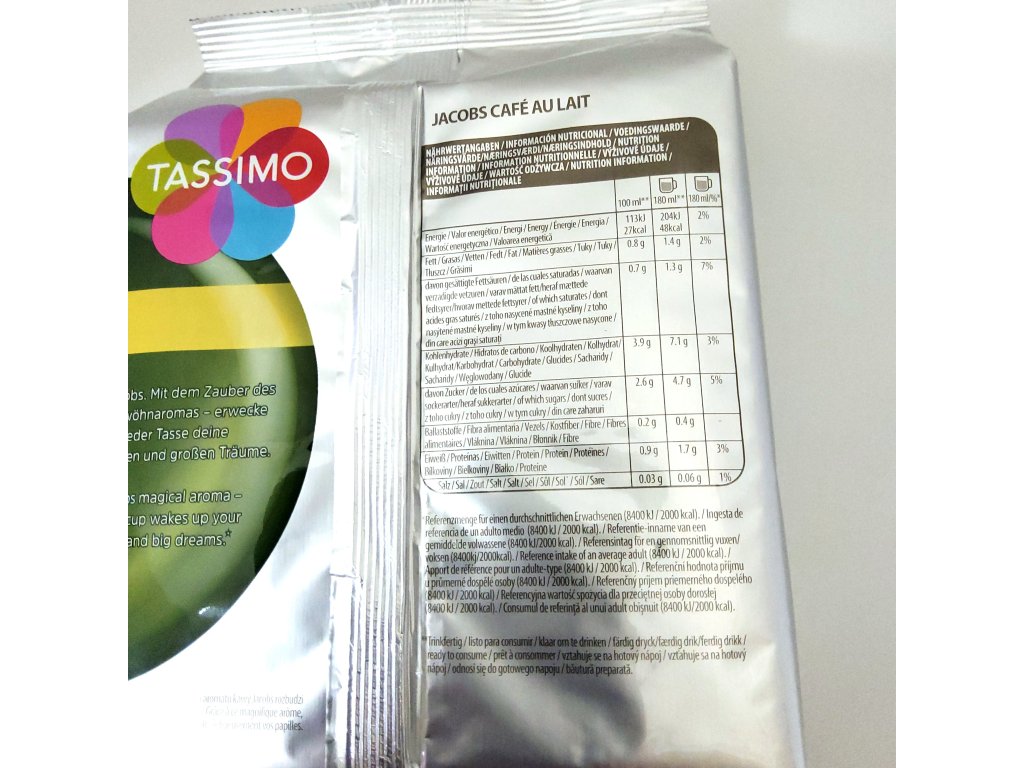 TASSIMO
obs. Mit dem Zauber des
wöhnaromas – erwecke
eder Tasse deine
en und großen Träume.
os magical aroma –
cup wakes up your
and big dreams.*
vos papilles.
JACOBS CAFÉ AU LAIT
NÄHRWERTANGABEN / INFORMACIÓN NUTRICIONAL / VOEDINGSWAARDE /
NÄRINGSVÄRDE/NÆRINGSVÆRDI/NÆRINGSINDHOLD / NUTRITION
INFORMATION / INFORMATION NUTRITIONNELLE / VÝŽIVOVÉ ÚDAJE /
VÝŽIVOVÉ ÚDAJE / WARTOŚĆ ODŻYWCZA / NUTRITION INFORMATION /
INFORMAȚII NUTRIȚIONALE
100 ml** 180 ml** 180 ml/%*
Energie / Valor energético / Energi / Energy / Énergie / Energia / 113kJ 204kJ 2%
Wartość energetyczna / Valoarea energetică 27kcal 48kcal
Fett / Grasas / Vetten / Fedt / Fat / Matières grasses / Tuky / Tuky / 0.8 g 1.4 g 2%
Tłuszcz / Grăsimi
davon gesättigte Fettsäuren / de las cuales saturadas / waarvan 0.7 g 1.3 g 7%
verzadigde vetzuren / varav mättat fett/heraf mættede
fedtsyrer/hvorav mettede fettsyrer / of which saturates / dont
acides gras saturés / z toho nasycené mastné kyseliny / z toho
nasýtené mastné kyseliny / w tym kwasy tłuszczowe nasycone /
din care acizi grași saturați
Kohlenhydrate / Hidratos de carbono / Koolhydraten / Kolhydrat/ 3.9 g 7.1 g 3%
Kulhydrat/Karbohydrat / Carbohydrate / Glucides / Sacharidy /
Sacharidy / Węglowodany / Glucide
davon Zucker / de los cuales azúcares / waarvan suiker / varav 2.6 g 4.7 g 5%
sockerarter/heraf sukkerarter / of which sugars / dont sucres /
z toho cukry / z toho cukry / w tym cukry / din care zaharuri
Ballaststoffe / Fibra alimentaria / Vezels / Kostfiber / Fibre / Fibres 0.2 g 0.4 g -
alimentaires / Vláknina / Vláknina / Błonnik / Fibre
Eiweiß / Proteínas / Eiwitten / Protein / Protein / Protéines / 0.9 g 1.7 g 3%
Bílkoviny / Bielkoviny / Białko / Proteine
Salz / Sal / Zout / Salt / Salt / Sel / Sůl / Soľ / Sól / Sare 0.03 g 0.06 g 1%
*Referenzmenge für einen durchschnittlichen Erwachsenen (8400 kJ / 2000 kcal). / Ingesta de
referencia de un adulto medio (8400 kJ / 2000 kcal). / Referentie-inname van een
gemiddelde volwassene (8400 kJ/2000 kcal). / Referensintag för en gennomsnittlig vuxen/
voksen (8400kj/2000kcal). / Reference intake of an average adult (8400 kJ / 2000 kcal). /
Apport de référence pour un adulte-type (8400 kJ / 2000 kcal). / Referenční hodnota příjmu
u průměrné dospělé osoby (8400 kJ / 2000 kcal). / Referenčný príjem priemerného dospelého
(8400 kJ / 2000 kcal) / Referencyjna wartość spożycia dla przeciętnej osoby dorosłej
(8400 kJ / 2000 kcal). / Consumul de referință al unui adult obișnuit (8400 kJ/2000 kcal).
**Trinkfertig / listo para consumir / klaar om te drinken / färdig dryck/færdig drik/ferdig drikk /
ready to consume / prêt à consommer / vztahuje se na hotový nápoj / vzťahuje sa na hotový
nápoj / odnosi się do gotowego napoju / băutură preparată.